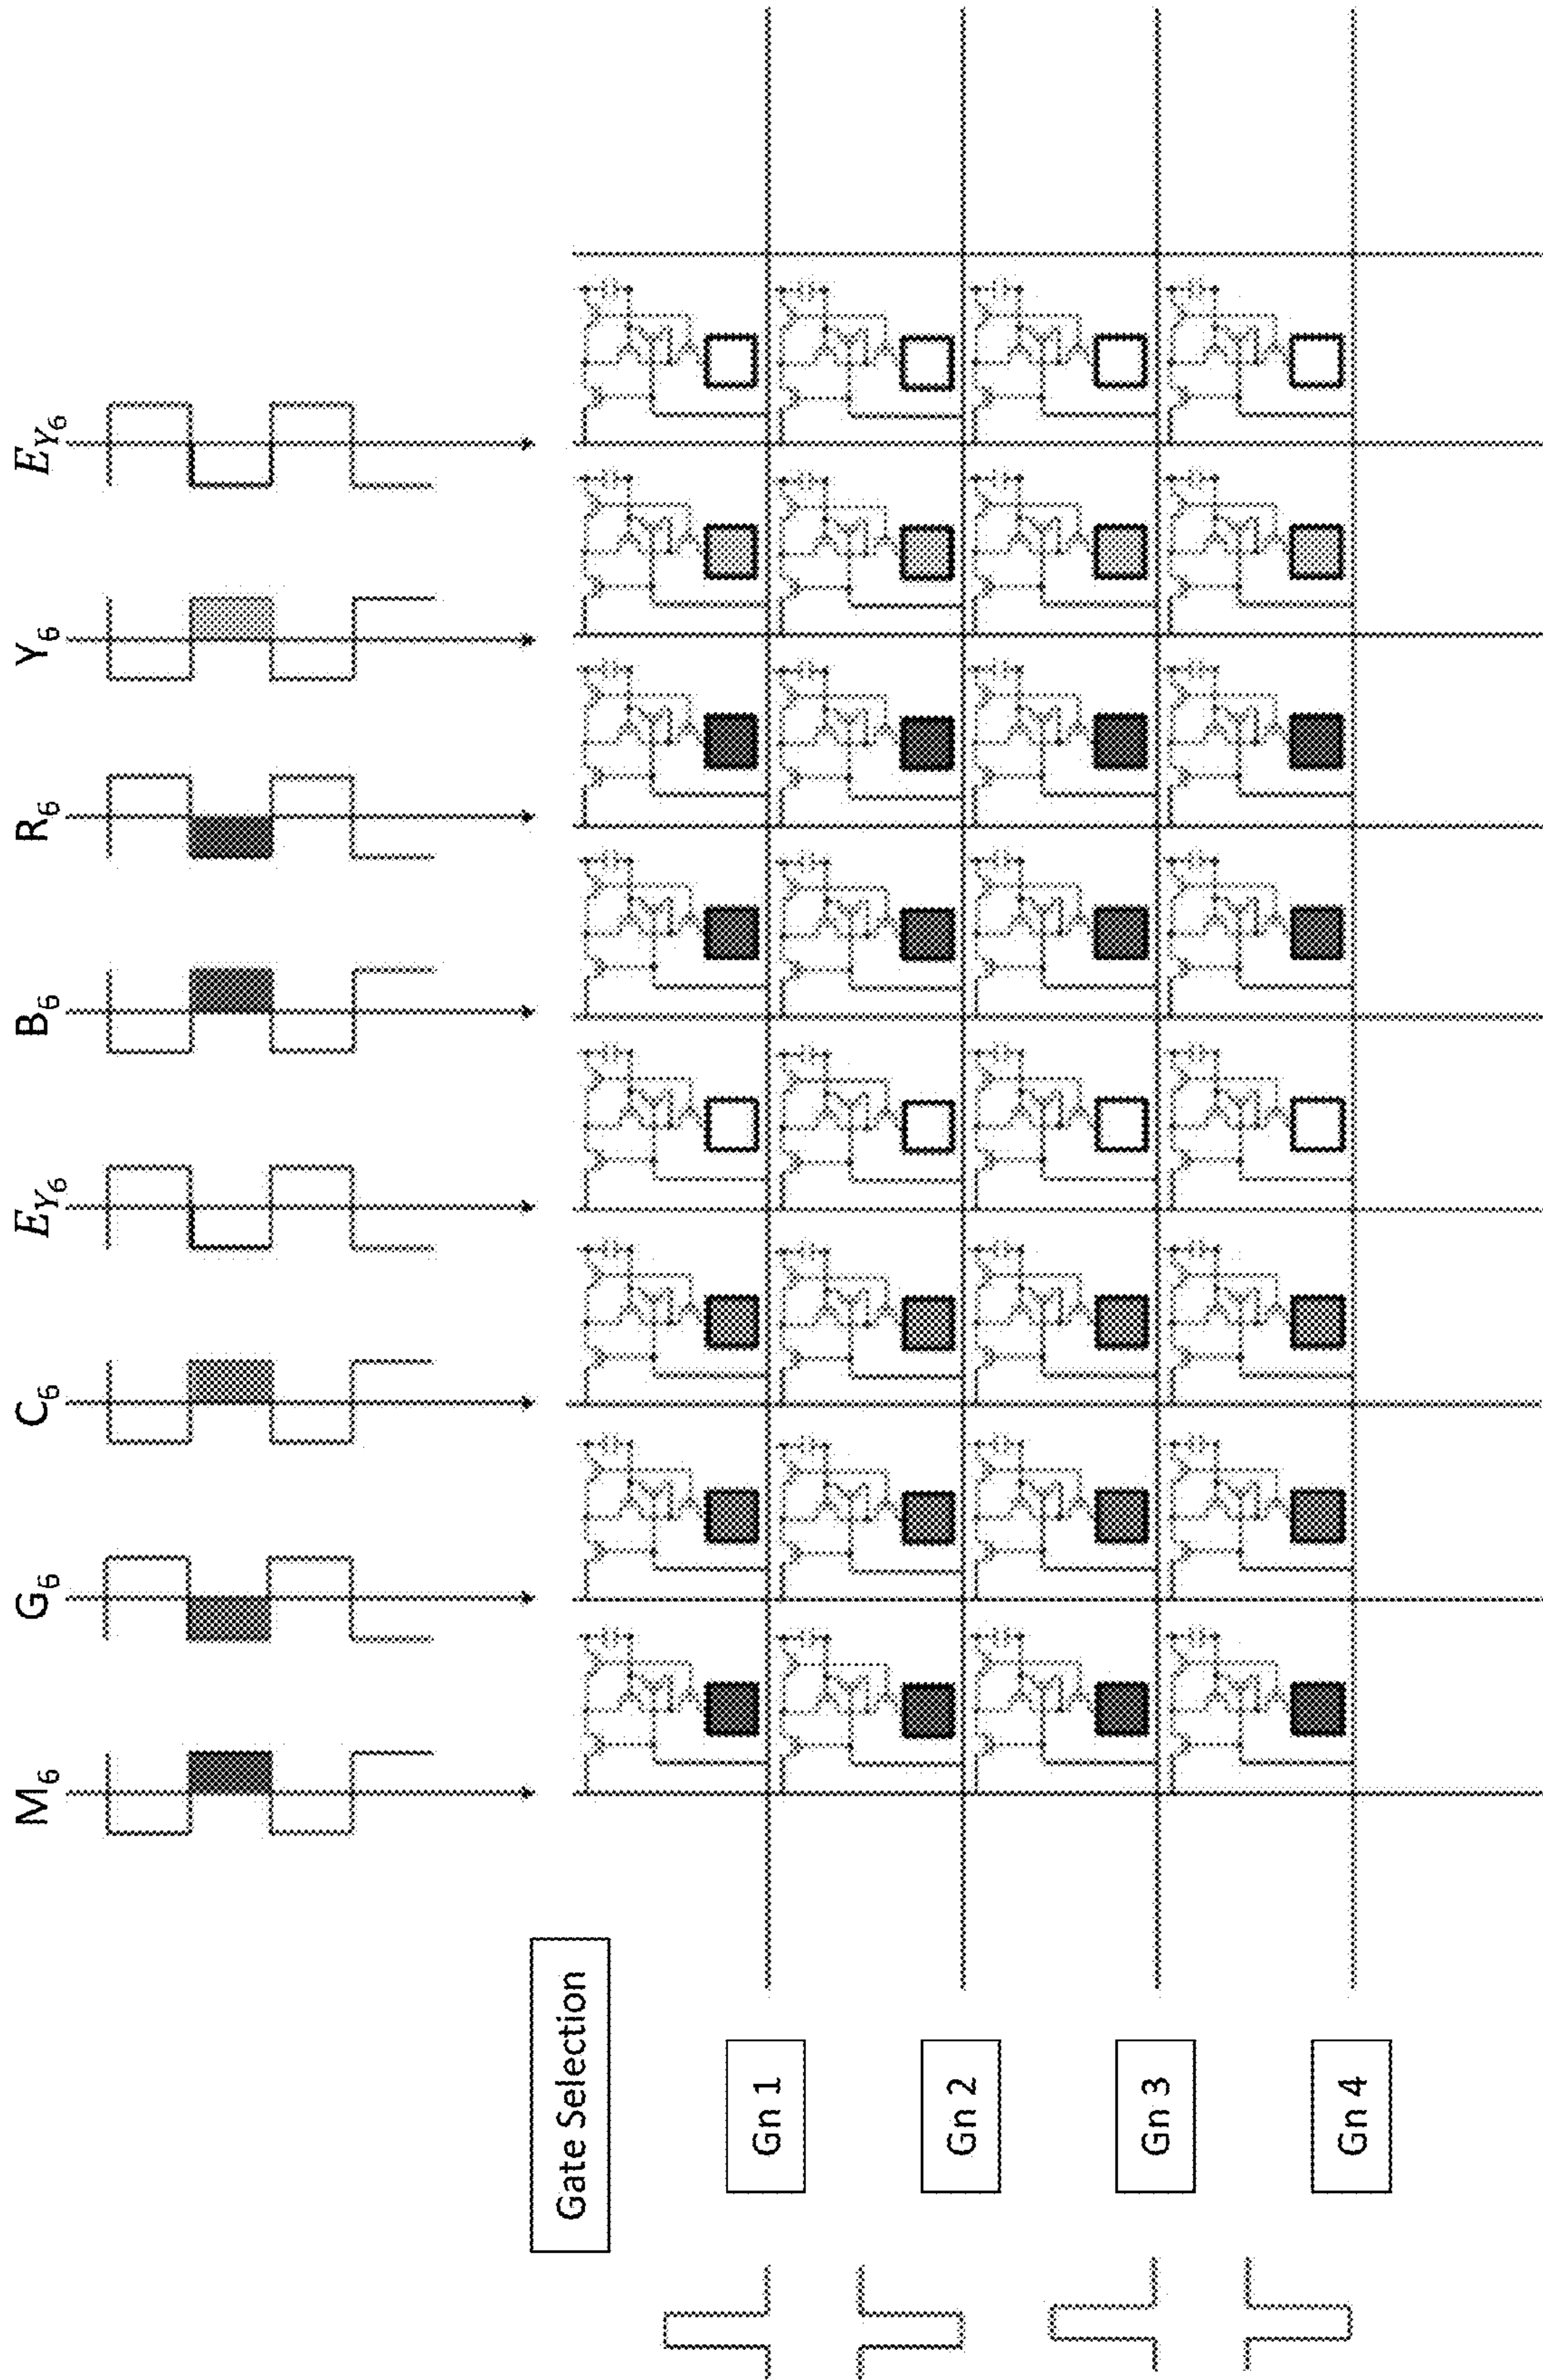 M6 G6 C6 EY6 B6 R6 Y6 EY6
Gate Selection
Gn 1
Gn 2
Gn 3
Gn 4